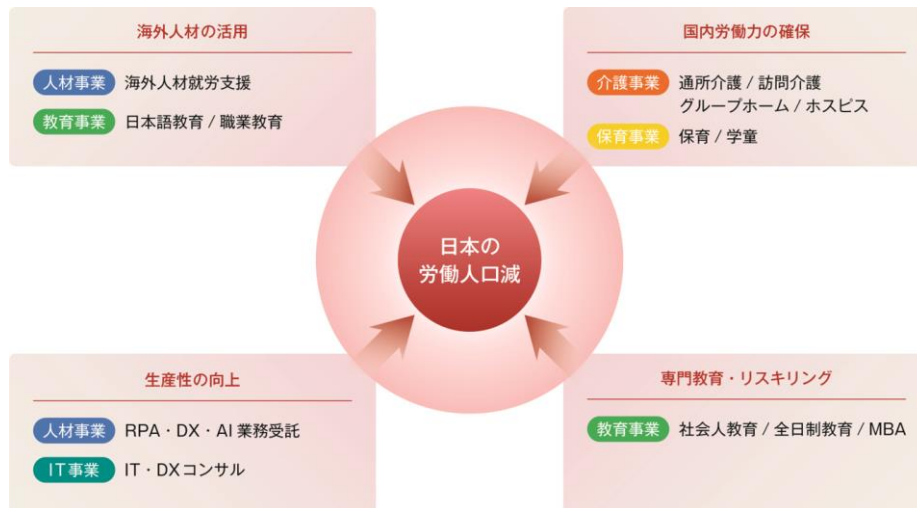 海外人材の活用
人材事業 海外人材就労支援
教育事業 日本語教育 / 職業教育
国内労働力の確保
介護事業 通所介護 / 訪問介護
グループホーム / ホスピス
保育事業 保育 / 学童
日本の
労働人口減
生産性の向上
人材事業 RPA・DX・AI 業務受託
IT事業 IT・DXコンサル
専門教育・リスキリング
教育事業 社会人教育 / 全日制教育 / MBA